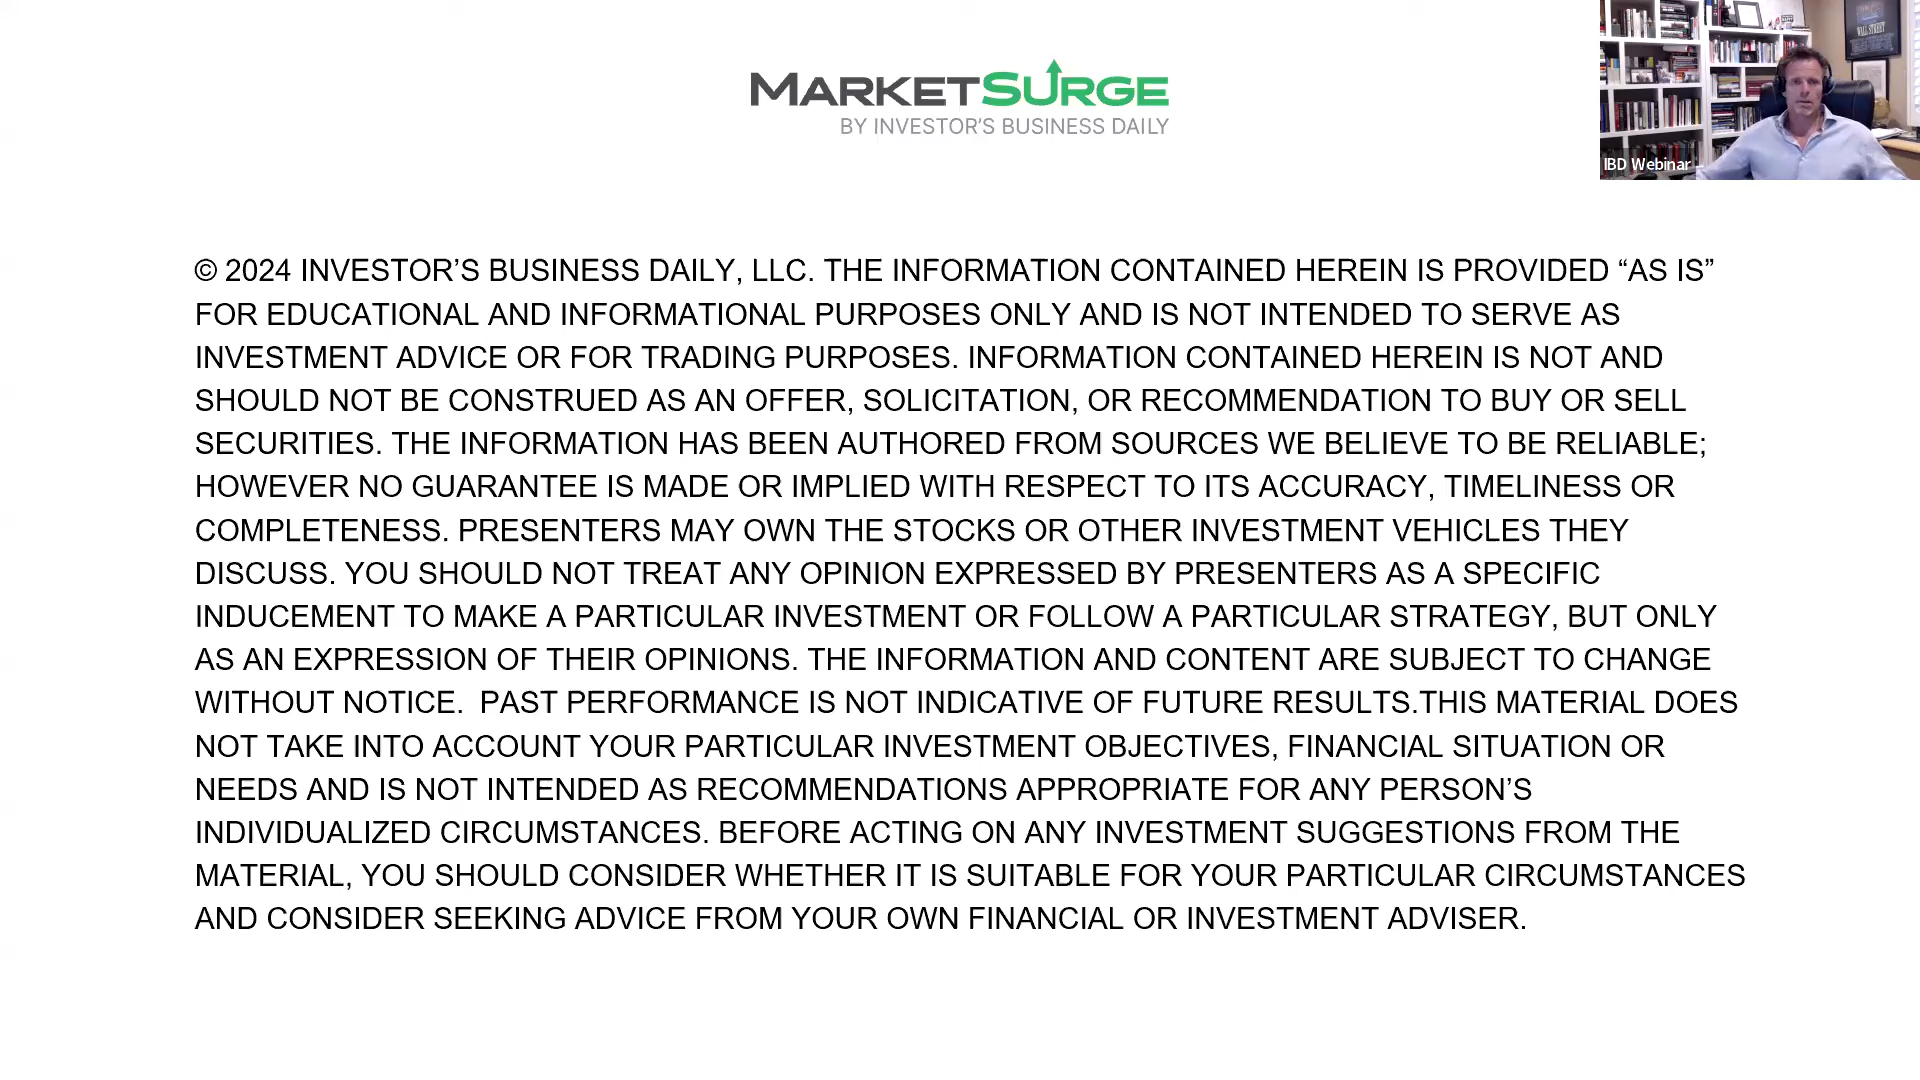 MARKETSURGE
BY INVESTOR'S BUSINESS DAILY
WALL STREET
IBD Webinar
© 2024 INVESTOR’S BUSINESS DAILY, LLC. THE INFORMATION CONTAINED HEREIN IS PROVIDED “AS IS”
FOR EDUCATIONAL AND INFORMATIONAL PURPOSES ONLY AND IS NOT INTENDED TO SERVE AS
INVESTMENT ADVICE OR FOR TRADING PURPOSES. INFORMATION CONTAINED HEREIN IS NOT AND
SHOULD NOT BE CONSTRUED AS AN OFFER, SOLICITATION, OR RECOMMENDATION TO BUY OR SELL
SECURITIES. THE INFORMATION HAS BEEN AUTHORED FROM SOURCES WE BELIEVE TO BE RELIABLE;
HOWEVER NO GUARANTEE IS MADE OR IMPLIED WITH RESPECT TO ITS ACCURACY, TIMELINESS OR
COMPLETENESS. PRESENTERS MAY OWN THE STOCKS OR OTHER INVESTMENT VEHICLES THEY
DISCUSS. YOU SHOULD NOT TREAT ANY OPINION EXPRESSED BY PRESENTERS AS A SPECIFIC
INDUCEMENT TO MAKE A PARTICULAR INVESTMENT OR FOLLOW A PARTICULAR STRATEGY, BUT ONLY
AS AN EXPRESSION OF THEIR OPINIONS. THE INFORMATION AND CONTENT ARE SUBJECT TO CHANGE
WITHOUT NOTICE.  PAST PERFORMANCE IS NOT INDICATIVE OF FUTURE RESULTS.THIS MATERIAL DOES
NOT TAKE INTO ACCOUNT YOUR PARTICULAR INVESTMENT OBJECTIVES, FINANCIAL SITUATION OR
NEEDS AND IS NOT INTENDED AS RECOMMENDATIONS APPROPRIATE FOR ANY PERSON’S
INDIVIDUALIZED CIRCUMSTANCES. BEFORE ACTING ON ANY INVESTMENT SUGGESTIONS FROM THE
MATERIAL, YOU SHOULD CONSIDER WHETHER IT IS SUITABLE FOR YOUR PARTICULAR CIRCUMSTANCES
AND CONSIDER SEEKING ADVICE FROM YOUR OWN FINANCIAL OR INVESTMENT ADVISER.